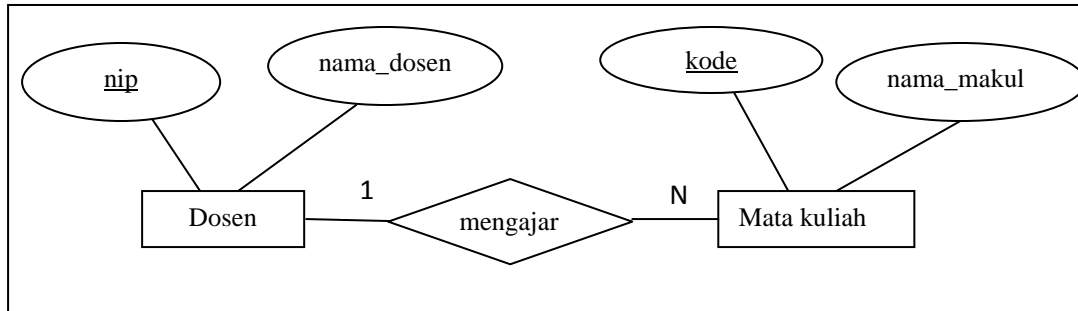 nip
nama_dosen
kode
nama_makul
Dosen
1
mengajar
N
Mata kuliah